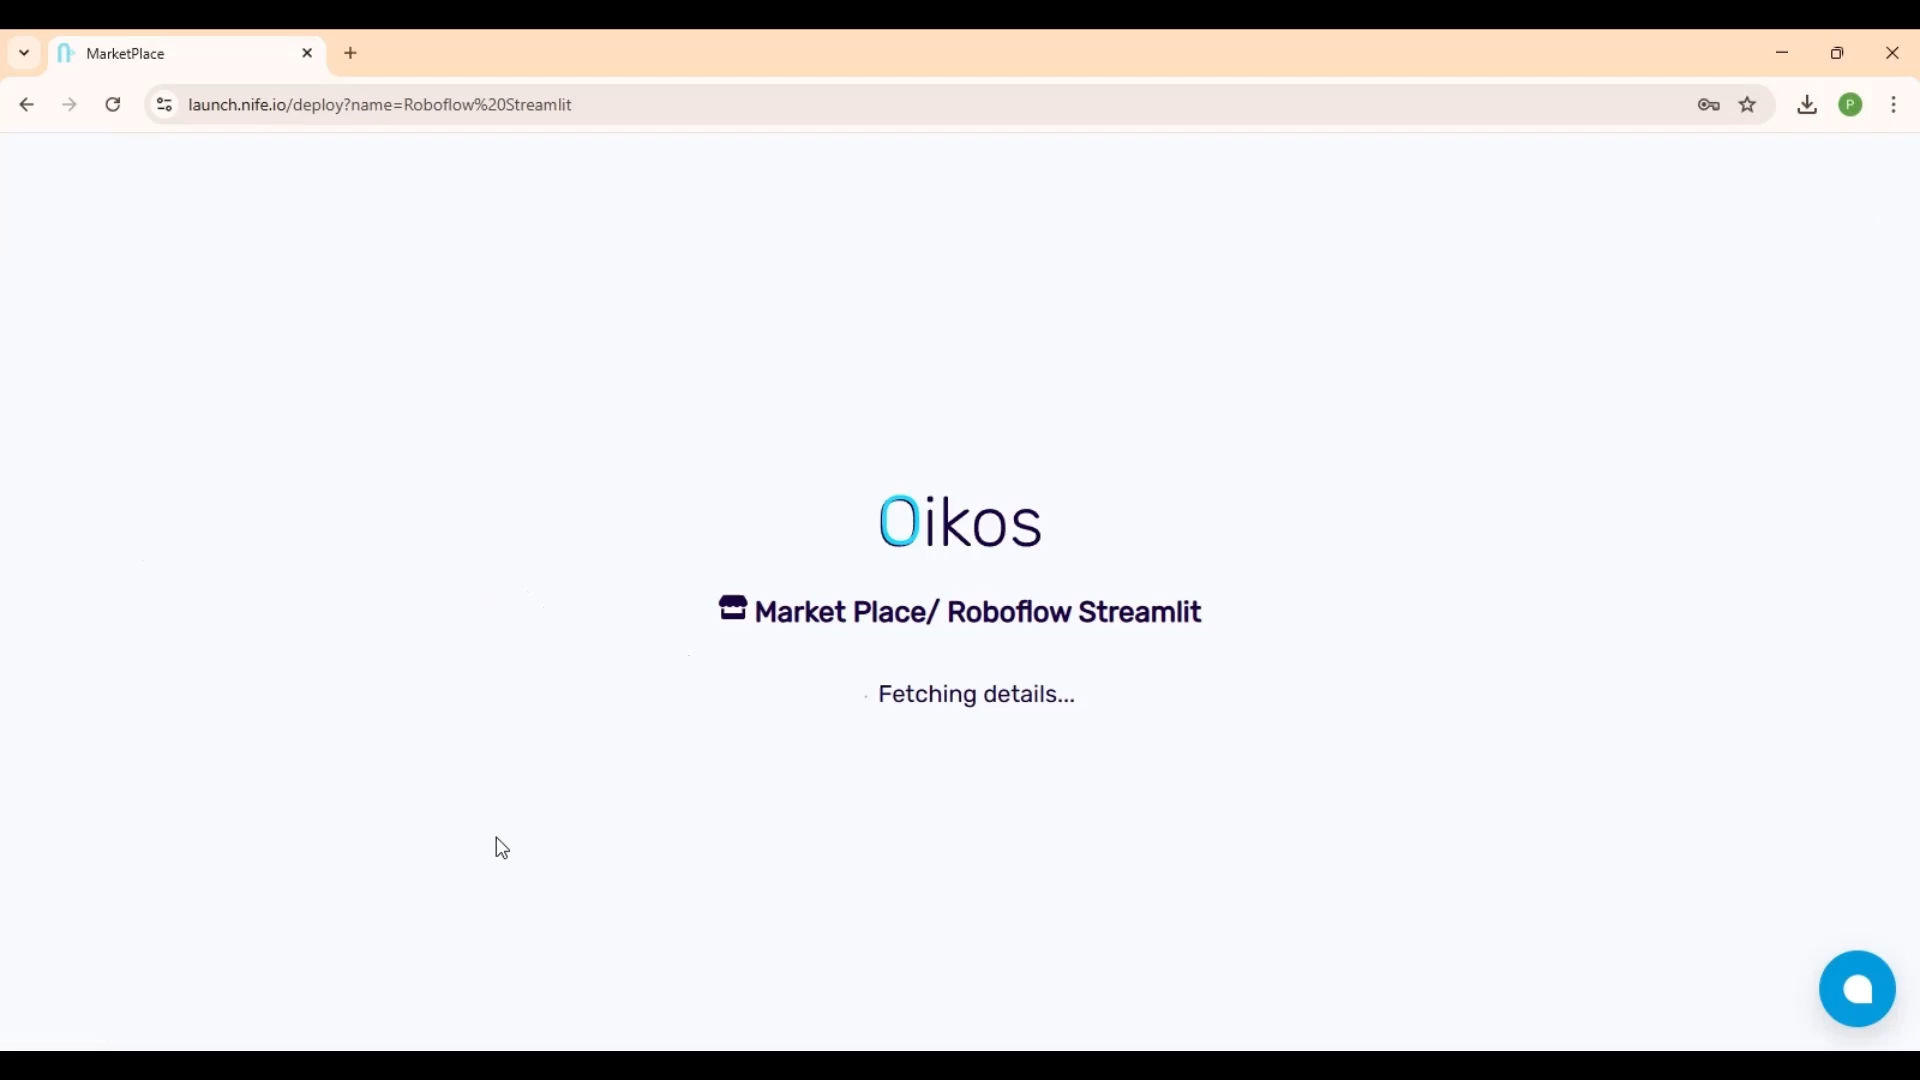 MarketPlace
launch.nife.io/deploy?name=Roboflow%20Streamlit
P
Oikos
Market Place/ Roboflow Streamlit
Fetching details...